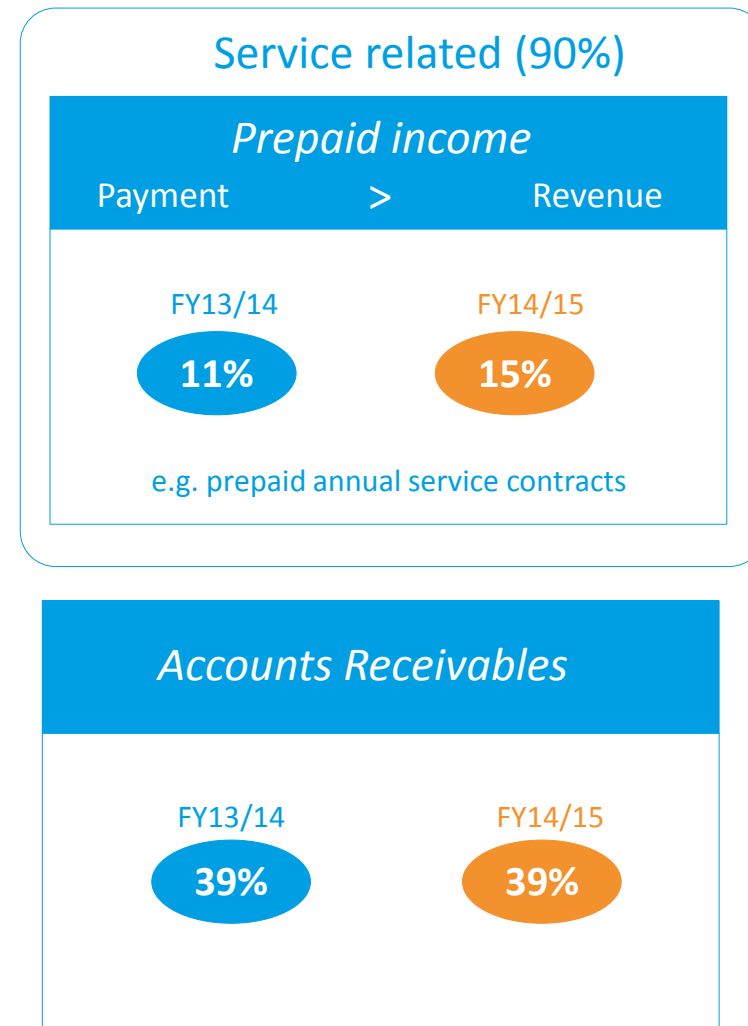 Service related (90%)
Prepaid income
Payment > Revenue
FY13/14 FY14/15
11% 15%
e.g. prepaid annual service contracts
Accounts Receivables
FY13/14 FY14/15
39% 39%